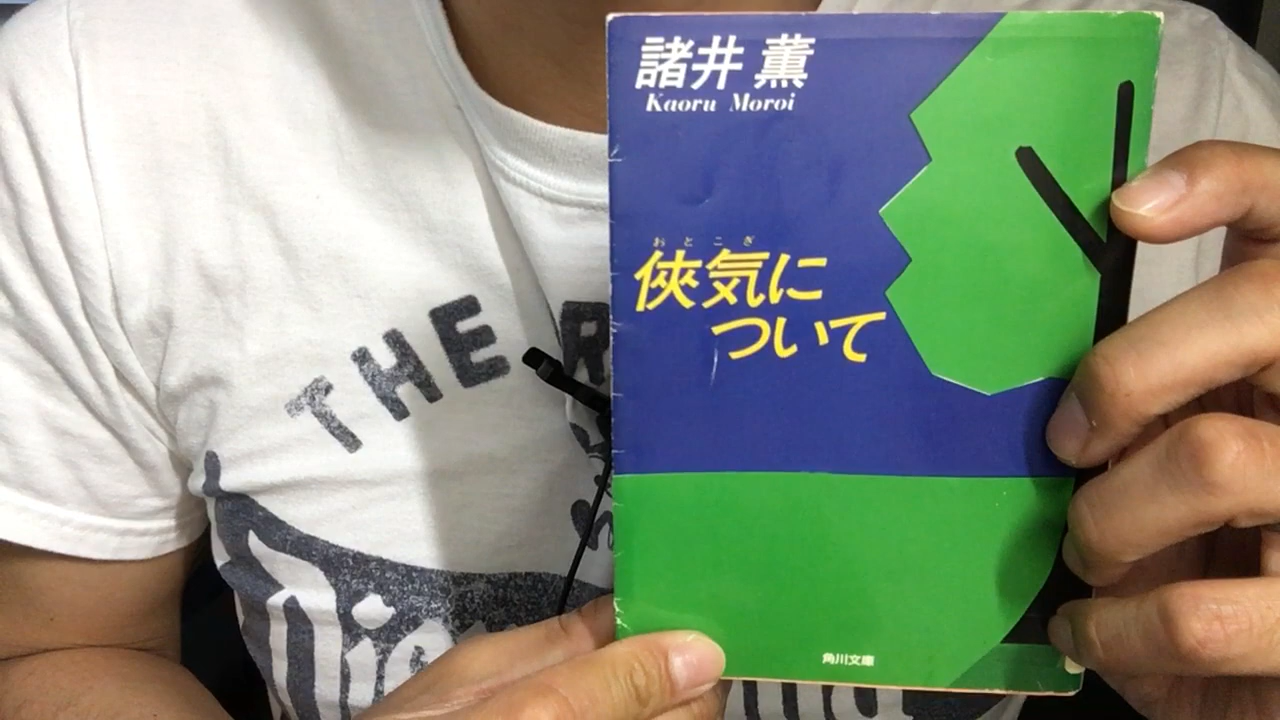 諸井 薫
Kaoru Moroi
おとこぎ
俠気に
ついて
角川文庫
THE R